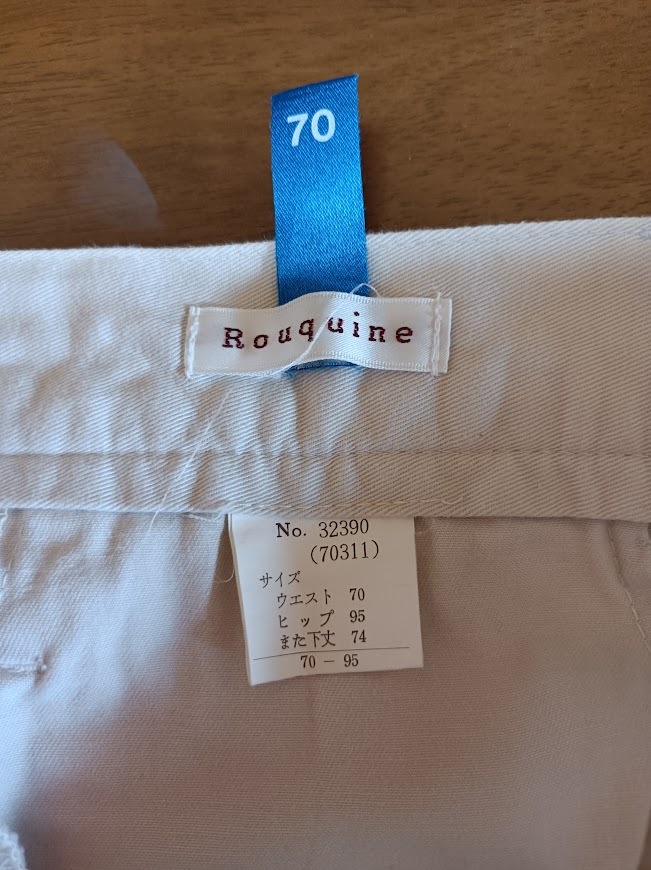 70
Rouquine
No. 32390
(70311)
サイズ
ウエスト 70
ヒップ 95
また下丈 74
70 − 95